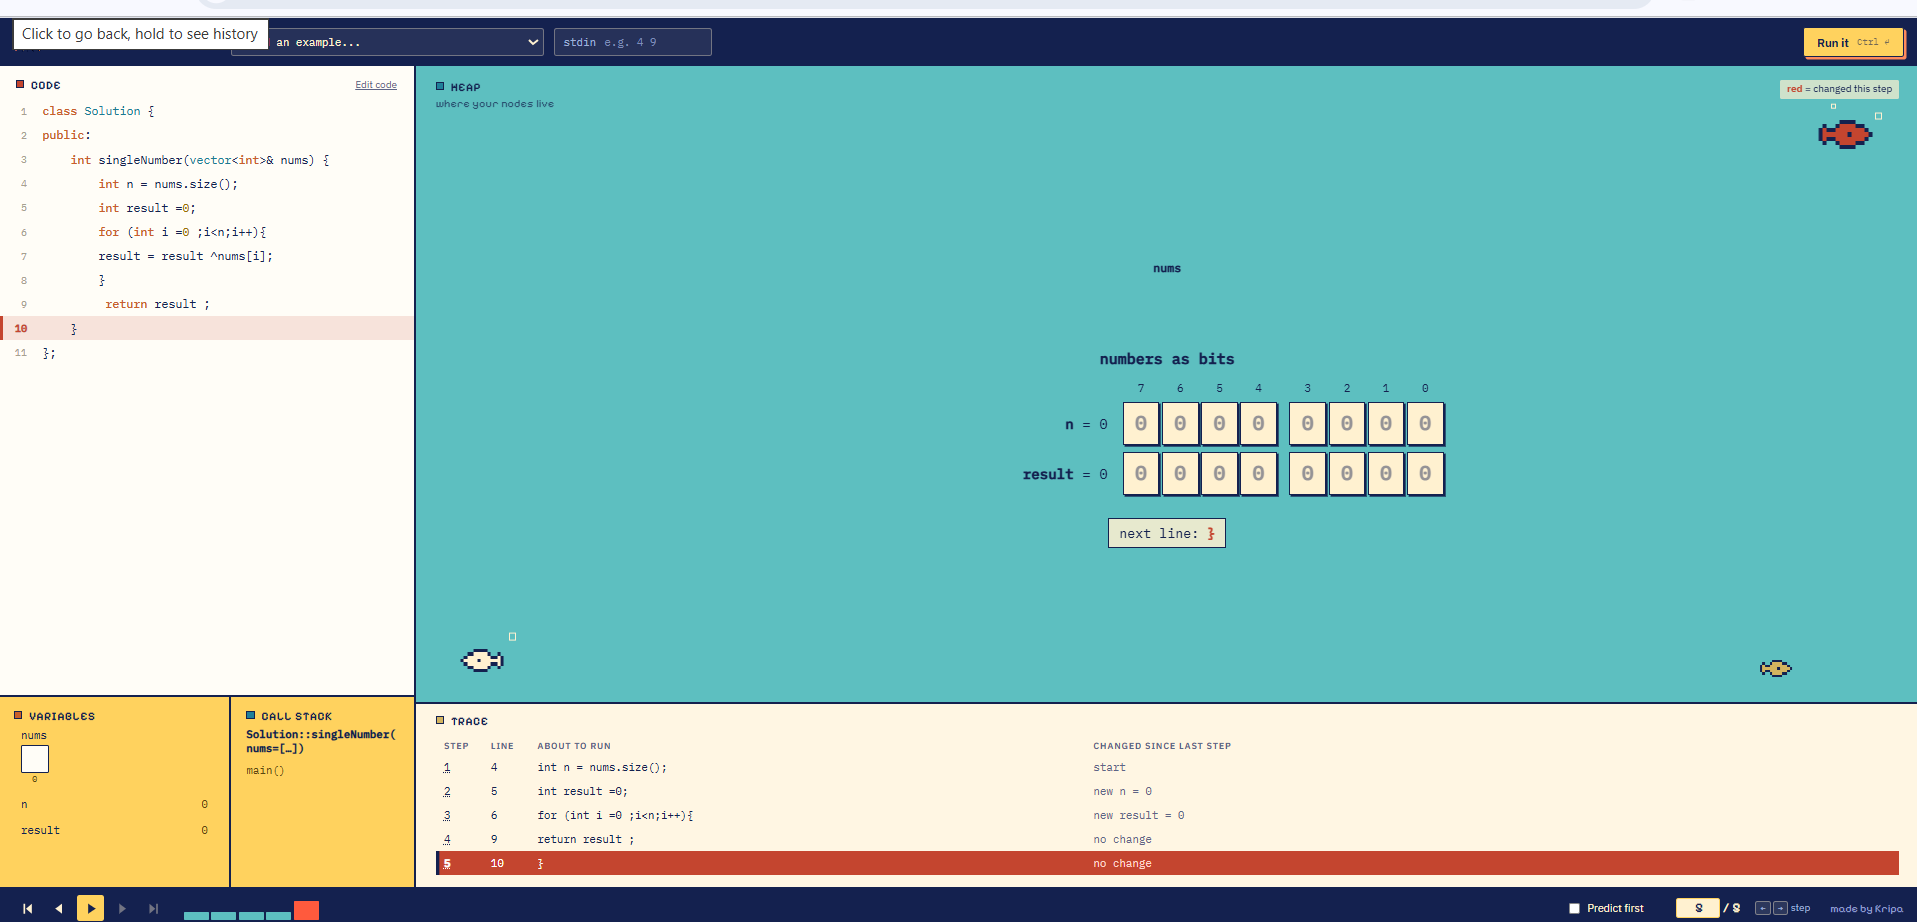 Click to go back, hold to see history
an example...
stdin e.g. 4 9
Run it Ctrl ↵
CODE
Edit code
1 class Solution {
2 public:
3 int singleNumber(vector<int>& nums) {
4 int n = nums.size();
5 int result =0;
6 for (int i =0 ;i<n;i++){
7 result = result ^nums[i];
8 }
9 return result ;
10 }
11 };
HEAP
where your nodes live
red = changed this step
nums
numbers as bits
7 6 5 4 3 2 1 0
n = 0 0 0 0 0 0 0 0 0
result = 0 0 0 0 0 0 0 0 0
next line: }
VARIABLES
nums
0
n 0
result 0
CALL STACK
Solution::singleNumber(
nums=[…])
main()
TRACE
STEP LINE ABOUT TO RUN CHANGED SINCE LAST STEP
1 4 int n = nums.size(); start
2 5 int result =0; new n = 0
3 6 for (int i =0 ;i<n;i++){ new result = 0
4 9 return result ; no change
5 10 } no change
Predict first
/
← → step
made by Kripa